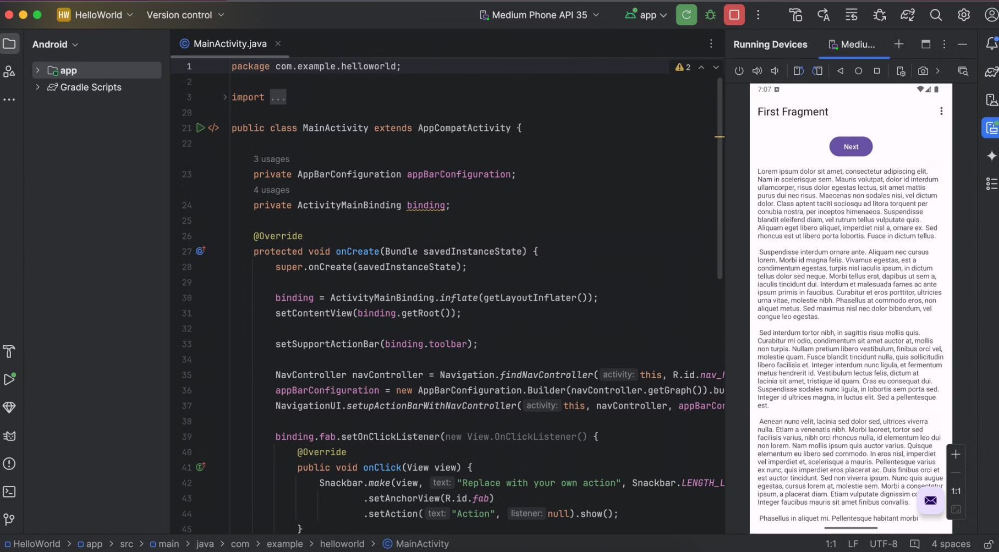 HW HelloWorld Version control Medium Phone API 35 app
Android
app
Gradle Scripts
MainActivity.java
1 package com.example.helloworld; 2
2
3 import ...
20
21 </> public class MainActivity extends AppCompatActivity {
22
3 usages
23 private AppBarConfiguration appBarConfiguration;
4 usages
24 private ActivityMainBinding binding;
25
26 @Override
27 protected void onCreate(Bundle savedInstanceState) {
28 super.onCreate(savedInstanceState);
29
30 binding = ActivityMainBinding.inflate(getLayoutInflater());
31 setContentView(binding.getRoot());
32
33 setSupportActionBar(binding.toolbar);
34
35 NavController navController = Navigation.findNavController( activity: this, R.id.nav_
36 appBarConfiguration = new AppBarConfiguration.Builder(navController.getGraph()).bu
37 NavigationUI.setupActionBarWithNavController( activity: this, navController, appBarCon
38
39 binding.fab.setOnClickListener(new View.OnClickListener() {
40 @Override
41 public void onClick(View view) {
42 Snackbar.make(view, text: "Replace with your own action", Snackbar.LENGTH_L
43 .setAnchorView(R.id.fab)
44 .setAction( text: "Action", listener: null).show();
45 }
Running Devices Mediu...
7:07
First Fragment
Next
Lorem ipsum dolor sit amet, consectetur adipiscing elit.
Nam in scelerisque sem. Mauris volutpat, dolor id interdum
ullamcorper, risus dolor egestas lectus, sit amet mattis
purus dui nec risus. Maecenas non sodales nisi, vel dictum
dolor. Class aptent taciti sociosqu ad litora torquent per
conubia nostra, per inceptos himenaeos. Suspendisse
blandit eleifend diam, vel rutrum tellus vulputate quis.
Aliquam eget libero aliquet, imperdiet nisl a, ornare ex. Sed
rhoncus est ut libero porta lobortis. Fusce in dictum tellus.
Suspendisse interdum ornare ante. Aliquam nec cursus
lorem. Morbi id magna felis. Vivamus egestas, est a
condimentum egestas, turpis nisl iaculis ipsum, in dictum
tellus dolor sed neque. Morbi tellus erat, dapibus ut sem a,
iaculis tincidunt dui. Interdum et malesuada fames ac ante
ipsum primis in faucibus. Curabitur et eros porttitor, ultricies
urna vitae, molestie nibh. Phasellus at commodo eros, non
aliquet metus. Sed maximus nisl nec dolor bibendum, vel
congue leo egestas.
Sed interdum tortor nibh, in sagittis risus mollis quis.
Curabitur mi odio, condimentum sit amet auctor at, mollis
non turpis. Nullam pretium libero vestibulum, finibus orci vel,
molestie quam. Fusce blandit tincidunt nulla, quis sollicitudin
libero facilisis et. Integer interdum nunc ligula, et fermentum
metus hendrerit id. Vestibulum lectus felis, dictum at
lacinia sit amet, tristique id quam. Cras eu consequat dui.
Suspendisse sodales nunc ligula, in lobortis sem porta sed.
Integer id ultrices magna, in luctus elit. Sed a pellentesque
est.
Aenean nunc velit, lacinia sed dolor sed, ultrices viverra
nulla. Etiam a venenatis nibh. Morbi laoreet, tortor sed
facilisis varius, nibh orci rhoncus nulla, id elementum leo dui
non lorem. Nam mollis ipsum quis auctor varius. Quisque
elementum eu libero sed commodo. In eros nisl, imperdiet
vel imperdiet et, scelerisque a mauris. Pellentesque varius
ex nunc, quis imperdiet eros placerat ac. Duis finibus orci et
est auctor tincidunt. Sed non viverra ipsum. Nunc quis augue
egestas, cursus lorem at, molestie sem. Morbi a consectetur
ipsum, a placerat diam. Etiam vulputate dignissim
Integer faucibus mauris sit amet finibus convallis.
Phasellus in aliquet mi. Pellentesque habitant morbi
1:1
HelloWorld > app > src > main > java > com > example > helloworld > MainActivity 1:1 LF UTF-8 4 spaces